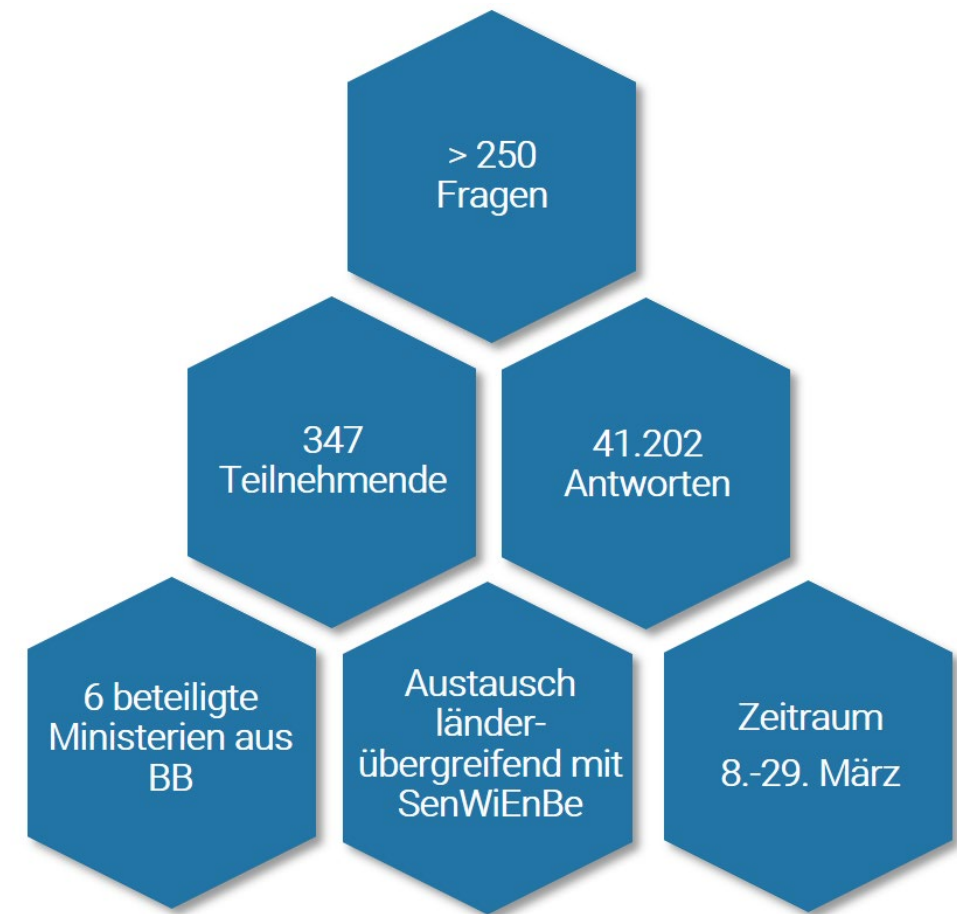 > 250
Fragen
347
Teilnehmende
41.202
Antworten
6 beteiligte
Ministerien aus
BB
Austausch
länder-
übergreifend mit
SenWiEnBe
Zeitraum
8.-29. März